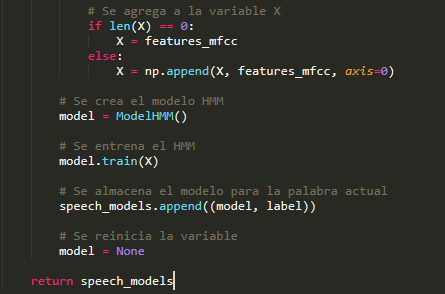 # Se agrega a la variable X
if len(X) == 0:
X = features_mfcc
else:
X = np.append(X, features_mfcc, axis=0)
# Se crea el modelo HMM
model = ModelHMM()
# Se entrena el HMM
model.train(X)
# Se almacena el modelo para la palabra actual
speech_models.append((model, label))
# Se reinicia la variable
model = None
return speech_models